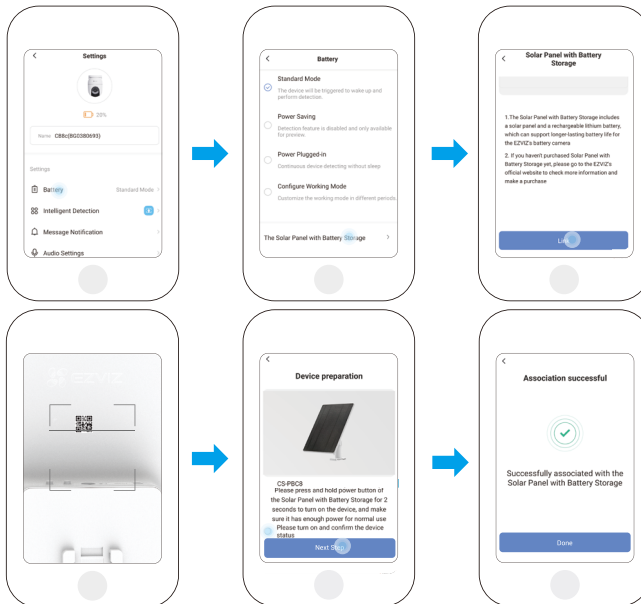 Settings
20%
Name CB8c(BG0380693)
Settings
Battery Standard Mode
Intelligent Detection
Message Notification
Audio Settings
Battery
Standard Mode
The device will be triggered to wake up and
perform detection.
Power Saving
Detection feature is disabled and only available
for preview.
Power Plugged-in
Continuous device detecting without sleep
Configure Working Mode
Customize the working mode in different periods.
The Solar Panel with Battery Storage
Solar Panel with Battery
Storage
1.The Solar Panel with Battery Storage includes
a solar panel and a rechargeable lithium battery,
which can support longer-lasting battery life for
the EZVIZ's battery camera
2. If you haven't purchased Solar Panel with
Battery Storage yet, please go to the EZVIZ's
official website to check more information and
make a purchase
Link
EZVIZ
Device preparation
CS-PBC8
Please press and hold power button of
the Solar Panel with Battery Storage for 2
seconds to turn on the device, and make
sure it has enough power for normal use
Please turn on and confirm the device
status
Next Step
Association successful
Successfully associated with the
Solar Panel with Battery Storage
Done